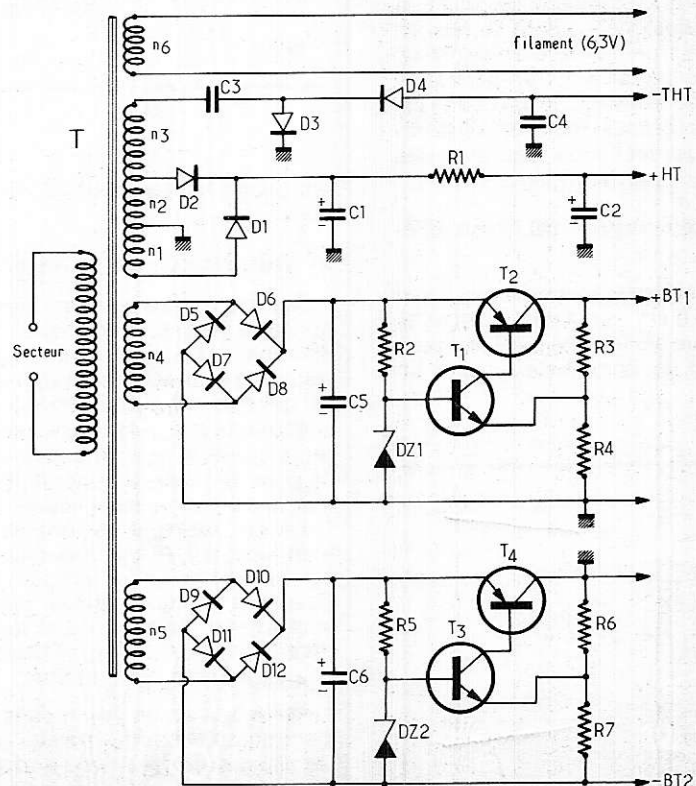 n6
filament (6,3V)
C3
D4
-THT
T
n3
D3
C4
R1
+HT
D2
n2
D1
+
C1
-
+
C2
-
n1
T2
+BT1
D5
D6
Secteur
n4
R2
T1
R3
D7
D8
+
C5
-
DZ1
R4
T4
D9
D10
n5
R5
T3
R6
D11
D12
+
C6
-
DZ2
R7
-BT2